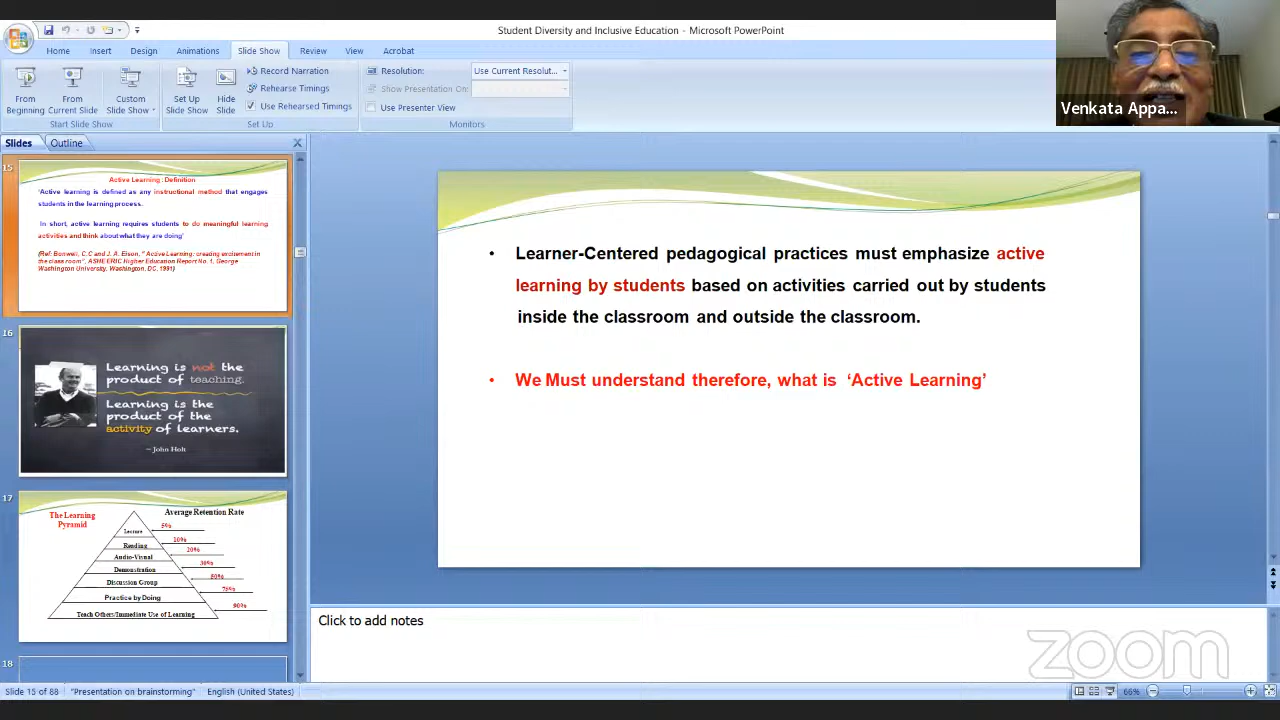 Student Diversity and Inclusive Education - Microsoft PowerPoint
Home Insert Design Animations Slide Show Review View Acrobat
From Beginning
From Current Slide
Custom Slide Show
Start Slide Show
Set Up Slide Show
Hide Slide
Record Narration
Rehearse Timings
Use Rehearsed Timings
Set Up
Resolution: Use Current Resolut...
Show Presentation On:
Use Presenter View
Monitors
Venkata Appa...
Slides Outline
15
Active Learning : Definition
'Active learning is defined as any instructional method that engages
students in the learning process.
In short, active learning requires students to do meaningful learning
activities and think about what they are doing'
(Ref: Bonwell, C.C and J. A. Eison, " Active Learning: creading excitement in
the class room", ASHEERIC Higher Education Report No. 1. George
Washington University, Washington, DC, 1991)
16
Learning is not the
product of teaching.
Learning is the
product of the
activity of learners.
– John Holt
17
The Learning
Pyramid
Average Retention Rate
Lecture 5%
Reading 10%
Audio-Visual 20%
Demonstration 30%
Discussion Group 50%
Practice by Doing 75%
Teach Others/Immediate Use of Learning 90%
18
• Learner-Centered pedagogical practices must emphasize active
learning by students based on activities carried out by students
inside the classroom and outside the classroom.
• We Must understand therefore, what is ‘Active Learning’
Click to add notes
zoom
Slide 15 of 88 "Presentation on brainstorming" English (United States) 66%